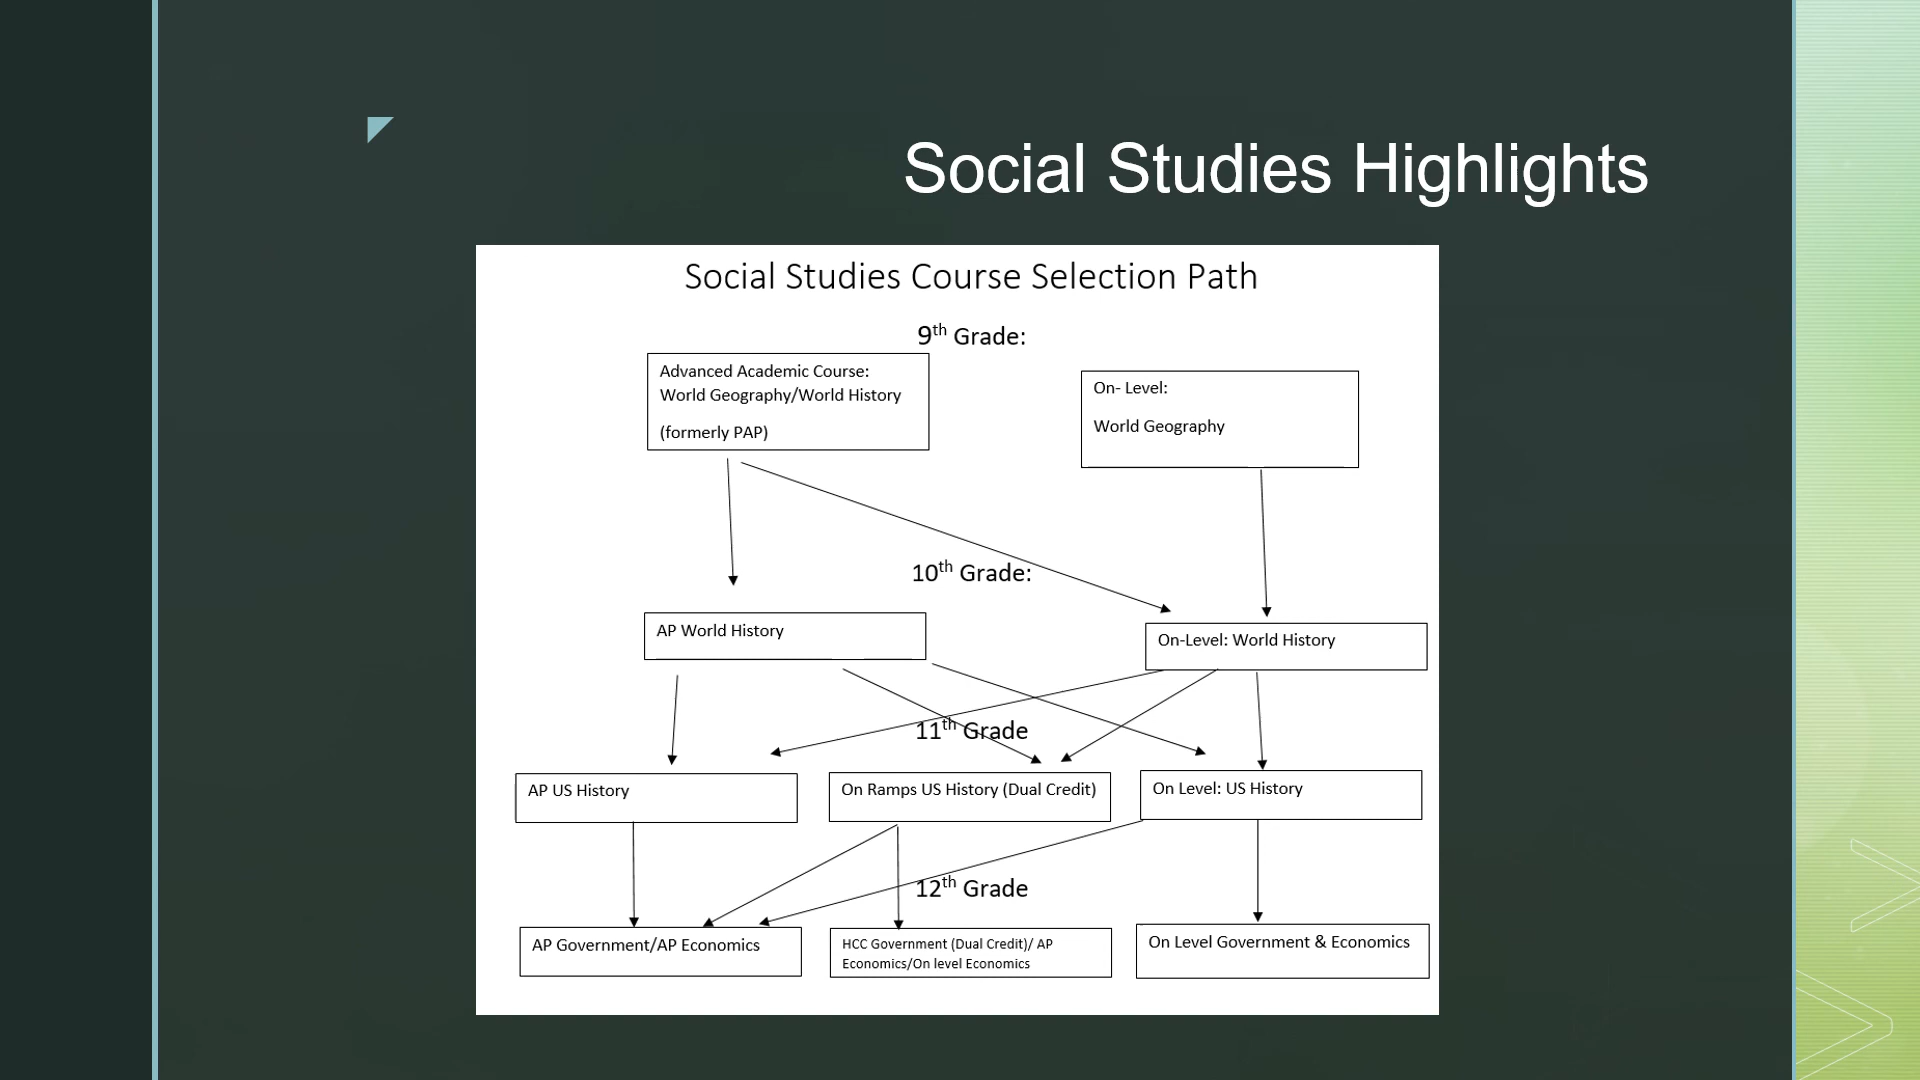 Social Studies Highlights
Social Studies Course Selection Path
9th Grade:
Advanced Academic Course:
World Geography/World History
(formerly PAP)
On- Level:
World Geography
10th Grade:
AP World History
On-Level: World History
11th Grade
AP US History
On Ramps US History (Dual Credit)
On Level: US History
12th Grade
AP Government/AP Economics
HCC Government (Dual Credit)/ AP
Economics/On level Economics
On Level Government & Economics